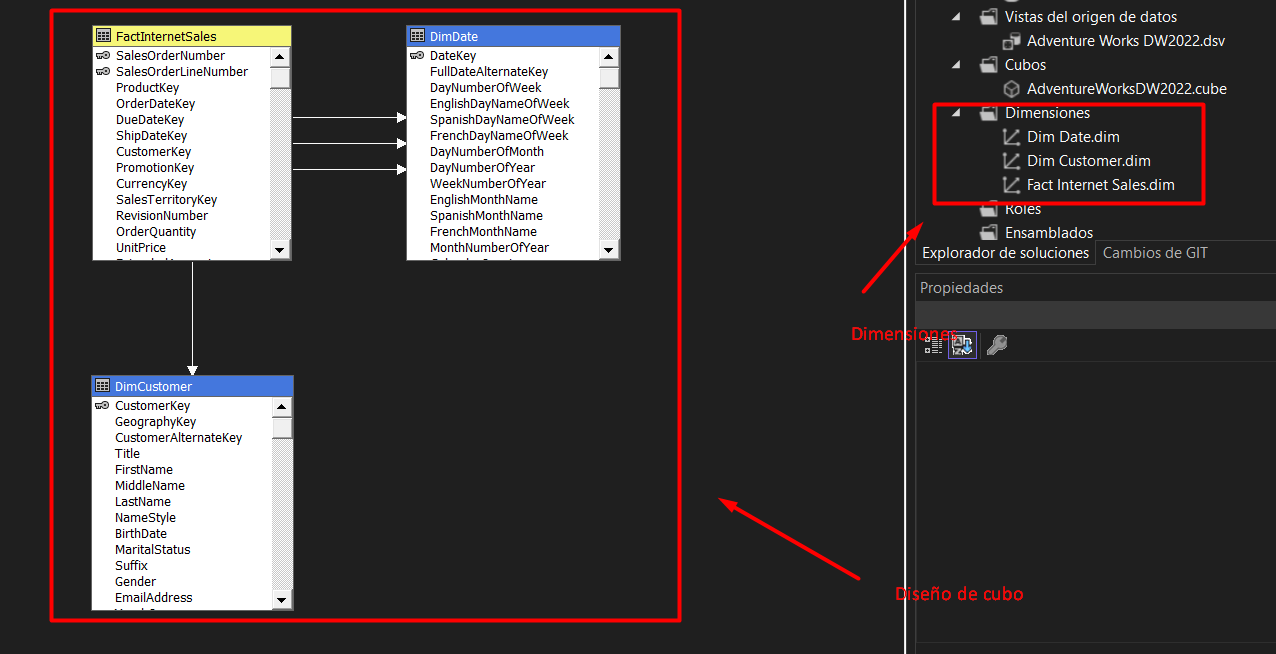 FactInternetSales
SalesOrderNumber
SalesOrderLineNumber
ProductKey
OrderDateKey
DueDateKey
ShipDateKey
CustomerKey
PromotionKey
CurrencyKey
SalesTerritoryKey
RevisionNumber
OrderQuantity
UnitPrice
DimDate
DateKey
FullDateAlternateKey
DayNumberOfWeek
EnglishDayNameOfWeek
SpanishDayNameOfWeek
FrenchDayNameOfWeek
DayNumberOfMonth
DayNumberOfYear
WeekNumberOfYear
EnglishMonthName
SpanishMonthName
FrenchMonthName
MonthNumberOfYear
DimCustomer
CustomerKey
GeographyKey
CustomerAlternateKey
Title
FirstName
MiddleName
LastName
NameStyle
BirthDate
MaritalStatus
Suffix
Gender
EmailAddress
Vistas del origen de datos
Adventure Works DW2022.dsv
Cubos
AdventureWorksDW2022.cube
Dimensiones
Dim Date.dim
Dim Customer.dim
Fact Internet Sales.dim
Roles
Ensamblados
Explorador de soluciones
Cambios de GIT
Propiedades
Dimensiones
Diseño de cubo